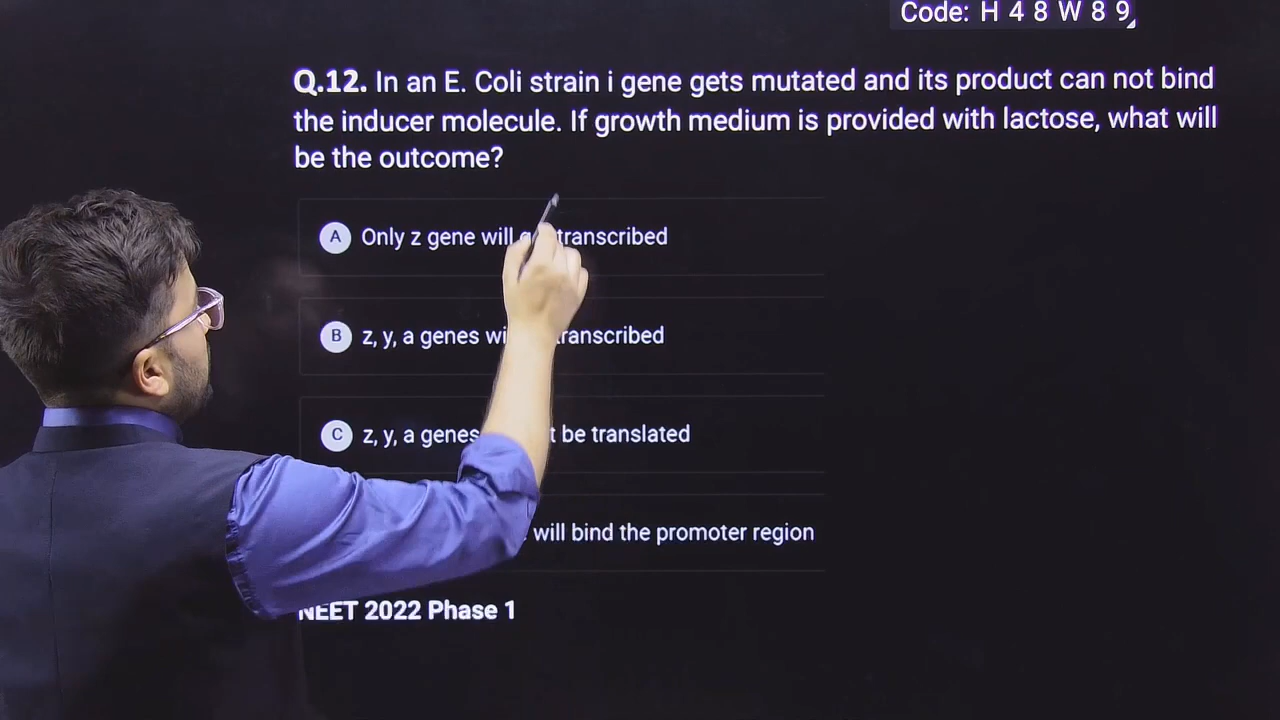 Code: H 4 8 W 8 9
Q.12. In an E. Coli strain i gene gets mutated and its product can not bind
the inducer molecule. If growth medium is provided with lactose, what will
be the outcome?
A Only z gene will transcribed
B z, y, a genes transcribed
C z, y, a genes be translated
will bind the promoter region
NEET 2022 Phase 1